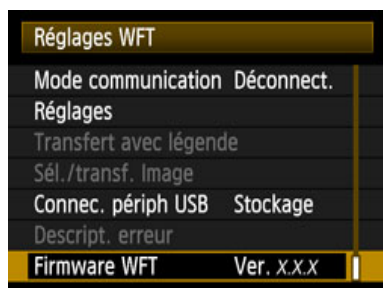 Réglages WFT
Mode communication Déconnect.
Réglages
Transfert avec légende
Sél./transf. Image
Connec. périph USB Stockage
Descript. erreur
Firmware WFT Ver. X.X.X